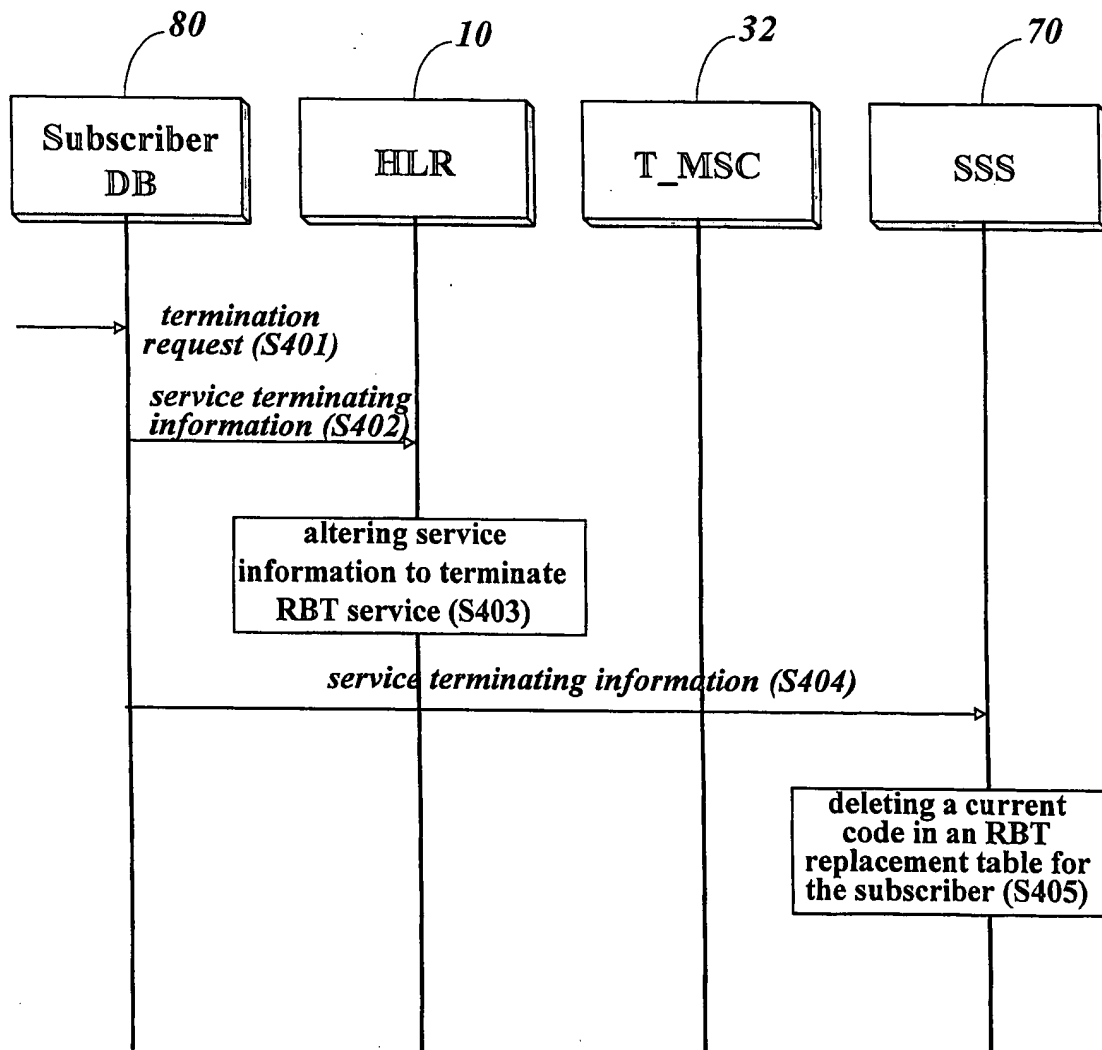 80
10
32
70
Subscriber
DB
HLR
T_MSC
SSS
termination
request (S401)
service terminating
information (S402)
altering service
information to terminate
RBT service (S403)
service terminating information (S404)
deleting a current
code in an RBT
replacement table for
the subscriber (S405)